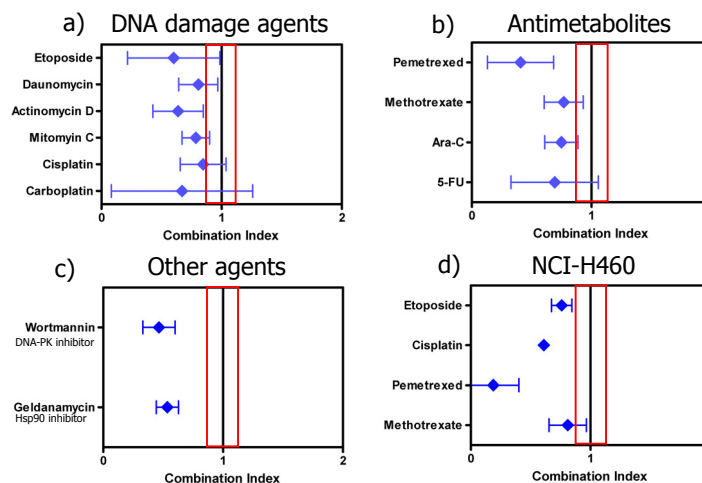 a) DNA damage agents
Etoposide
Daunomycin
Actinomycin D
Mitomyin C
Cisplatin
Carboplatin
0 1 2
Combination Index
b) Antimetabolites
Pemetrexed
Methotrexate
Ara-C
5-FU
0 1
Combination Index
c) Other agents
Wortmannin
DNA-PK inhibitor
Geldanamycin
Hsp90 inhibitor
0 1 2
Combination Index
d) NCI-H460
Etoposide
Cisplatin
Pemetrexed
Methotrexate
0 1
Combination Index